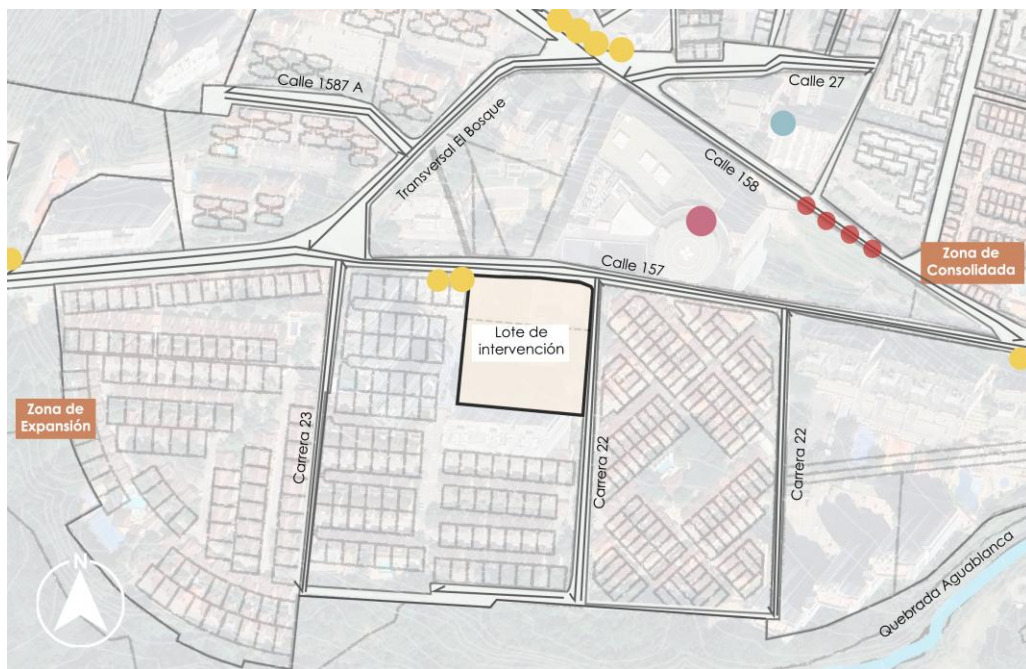 Calle 1587 A
Calle 27
Transversal El Bosque
Calle 158
Zona de
Consolidada
Calle 157
Lote de
intervención
Zona de
Expansión
Carrera 23
Carrera 22
Carrera 22
Quebrada Aguablanca
N